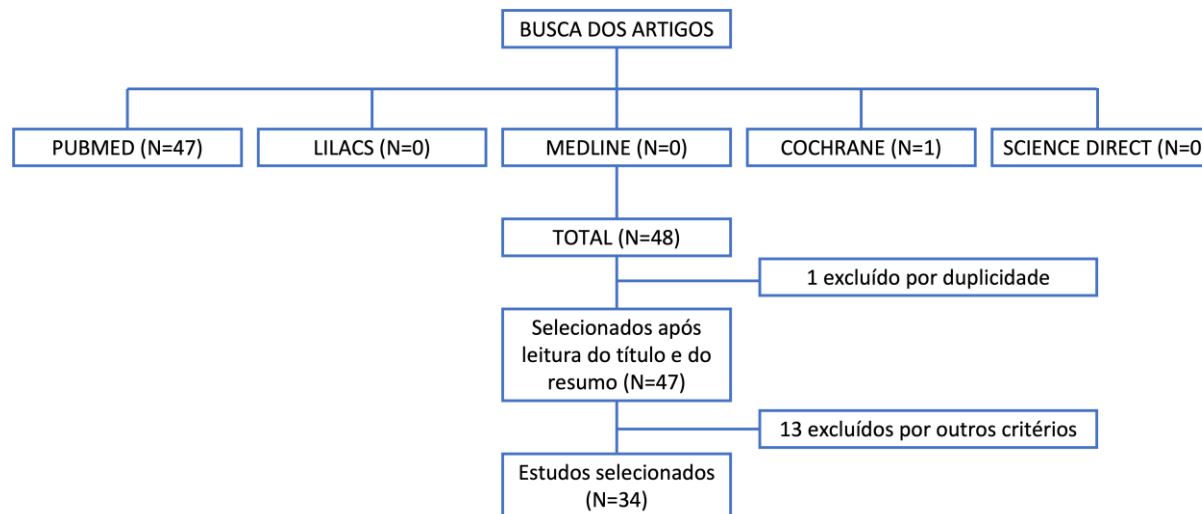 BUSCA DOS ARTIGOS
PUBMED (N=47)
LILACS (N=0)
MEDLINE (N=0)
COCHRANE (N=1)
SCIENCE DIRECT (N=0
TOTAL (N=48)
1 excluído por duplicidade
Selecionados após
leitura do título e do
resumo (N=47)
13 excluídos por outros critérios
Estudos selecionados
(N=34)